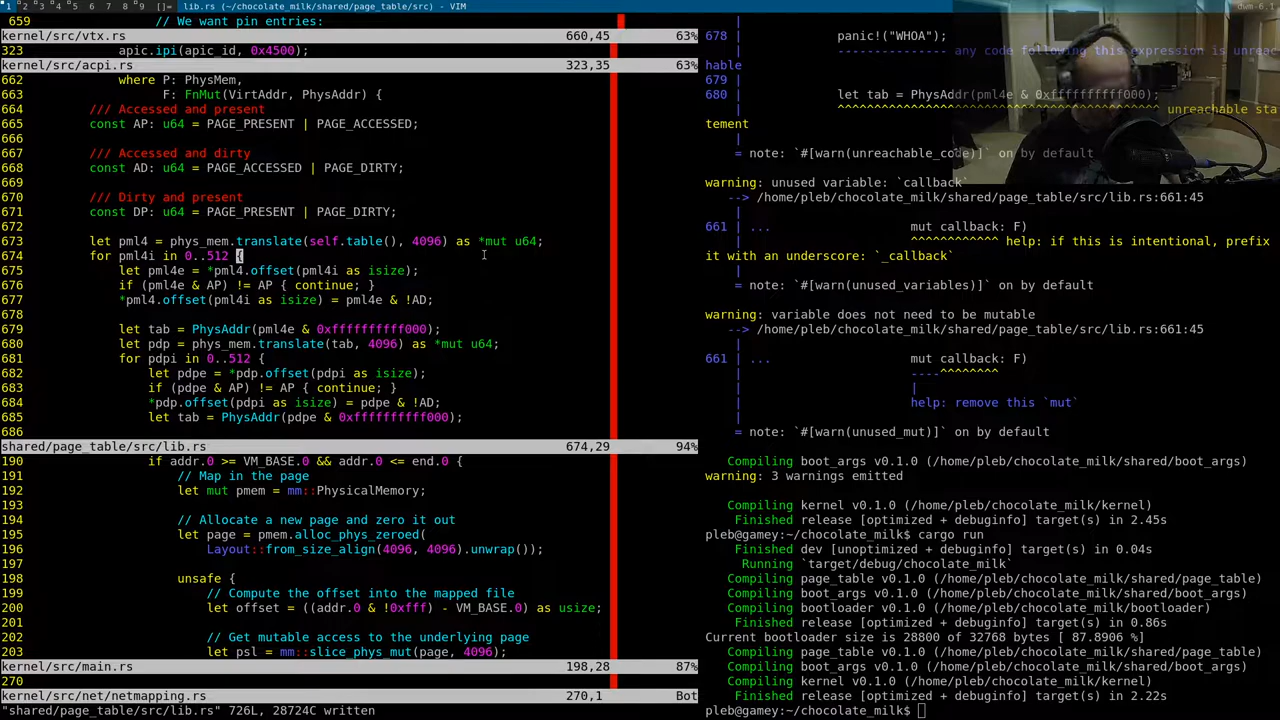 1 2 3 4 5 6 7 8 9 []= lib.rs (~/chocolate_milk/shared/page_table/src) - VIM
dwm-6.1
659 // We want pin entries:
kernel/src/vtx.rs 660,45 63%
323 apic.ipi(apic_id, 0x4500);
kernel/src/acpi.rs 323,35 63%
662 where P: PhysMem,
663 F: FnMut(VirtAddr, PhysAddr) {
664 /// Accessed and present
665 const AP: u64 = PAGE_PRESENT | PAGE_ACCESSED;
666
667 /// Accessed and dirty
668 const AD: u64 = PAGE_ACCESSED | PAGE_DIRTY;
669
670 /// Dirty and present
671 const DP: u64 = PAGE_PRESENT | PAGE_DIRTY;
672
673 let pml4 = phys_mem.translate(self.table(), 4096) as *mut u64;
674 for pml4i in 0..512 {
675 let pml4e = *pml4.offset(pml4i as isize);
676 if (pml4e & AP) != AP { continue; }
677 *pml4.offset(pml4i as isize) = pml4e & !AD;
678
679 let tab = PhysAddr(pml4e & 0xffffffffff000);
680 let pdp = phys_mem.translate(tab, 4096) as *mut u64;
681 for pdpi in 0..512 {
682 let pdpe = *pdp.offset(pdpi as isize);
683 if (pdpe & AP) != AP { continue; }
684 *pdp.offset(pdpi as isize) = pdpe & !AD;
685 let tab = PhysAddr(pdpe & 0xffffffffff000);
686
shared/page_table/src/lib.rs 674,29 94%
190 if addr.0 >= VM_BASE.0 && addr.0 <= end.0 {
191 // Map in the page
192 let mut pmem = mm::PhysicalMemory;
193
194 // Allocate a new page and zero it out
195 let page = pmem.alloc_phys_zeroed(
196 Layout::from_size_align(4096, 4096).unwrap());
197
198 unsafe {
199 // Compute the offset into the mapped file
200 let offset = ((addr.0 & !0xfff) - VM_BASE.0) as usize;
201
202 // Get mutable access to the underlying page
203 let psl = mm::slice_phys_mut(page, 4096);
kernel/src/main.rs 198,28 87%
270
kernel/src/net/netmapping.rs 270,1 Bot
"shared/page_table/src/lib.rs" 726L, 28724C written
|
678 | panic!("WHOA");
| -------------- any code following this expression is unreac
hable
679 |
680 | let tab = PhysAddr(pml4e & 0xffffffffff000);
| ^^^^^^^^^^^^^^^^^^^^^^^^^^^^^^^^^^^^^^^^^^^^ unreachable sta
tement
|
= note: `#[warn(unreachable_code)]` on by default

warning: unused variable: `callback`
--> /home/pleb/chocolate_milk/shared/page_table/src/lib.rs:661:45
|
661 | ... mut callback: F)
| ^^^^^^^^^^^^ help: if this is intentional, prefix
it with an underscore: `_callback`
|
= note: `#[warn(unused_variables)]` on by default

warning: variable does not need to be mutable
--> /home/pleb/chocolate_milk/shared/page_table/src/lib.rs:661:45
|
661 | ... mut callback: F)
| ----^^^^^^^^
| |
| help: remove this `mut`
|
= note: `#[warn(unused_mut)]` on by default

Compiling boot_args v0.1.0 (/home/pleb/chocolate_milk/shared/boot_args)
warning: 3 warnings emitted

Compiling kernel v0.1.0 (/home/pleb/chocolate_milk/kernel)
Finished release [optimized + debuginfo] target(s) in 2.45s
pleb@gamey:~/chocolate_milk$ cargo run
Finished dev [unoptimized + debuginfo] target(s) in 0.04s
Running `target/debug/chocolate_milk`
Compiling page_table v0.1.0 (/home/pleb/chocolate_milk/shared/page_table)
Compiling boot_args v0.1.0 (/home/pleb/chocolate_milk/shared/boot_args)
Compiling bootloader v0.1.0 (/home/pleb/chocolate_milk/bootloader)
Finished release [optimized + debuginfo] target(s) in 0.86s
Current bootloader size is 28800 of 32768 bytes [ 87.8906 %]
Compiling page_table v0.1.0 (/home/pleb/chocolate_milk/shared/page_table)
Compiling boot_args v0.1.0 (/home/pleb/chocolate_milk/shared/boot_args)
Compiling kernel v0.1.0 (/home/pleb/chocolate_milk/kernel)
Finished release [optimized + debuginfo] target(s) in 2.22s
pleb@gamey:~/chocolate_milk$